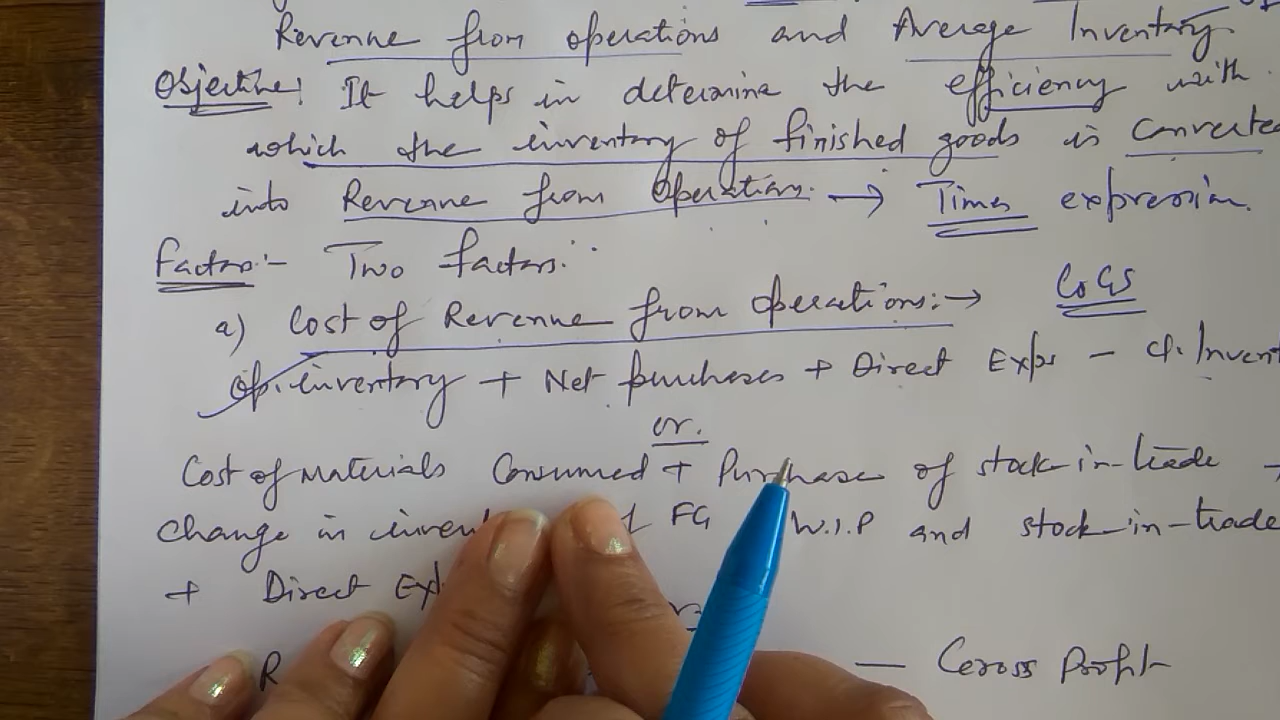 Revenue from operations and Average Inventory.
Objective: It helps in determine the efficiency with
which the inventory of finished goods is Converted
into Revenue from Operations. → Times expression.
Factors:- Two factors:
a) Cost of Revenue from operations:→ COGS
Op. inventory + Net purchases + Direct Exps - Cl. Invent
or.
Cost of Materials Consumed + Purchase of stock in-trade +
change in FG W.I.P and stock-in-trade
+ Direct
R — Gross Profit